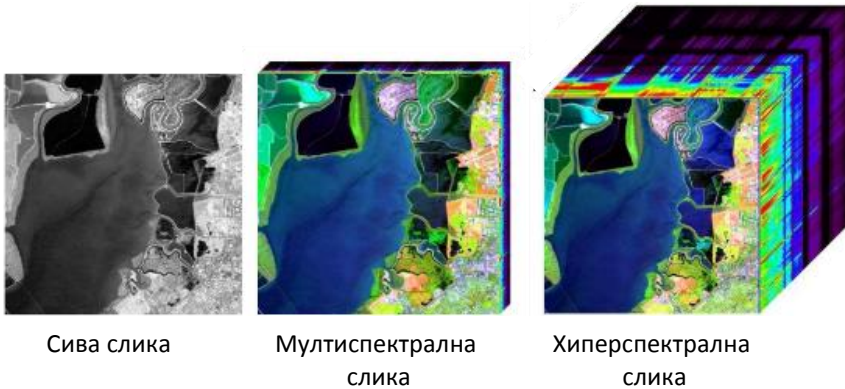 Сива слика
Мултиспектрална
слика
Хиперспектрална
слика